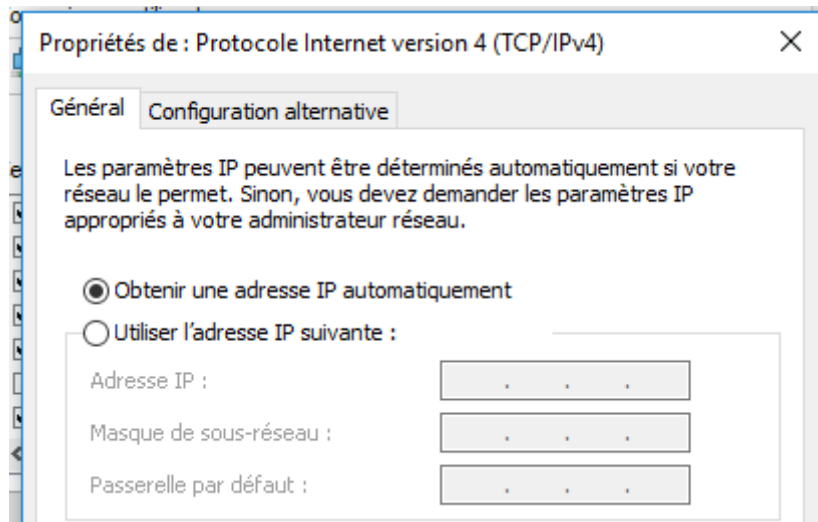 Propriétés de : Protocole Internet version 4 (TCP/IPv4)
Général
Configuration alternative
Les paramètres IP peuvent être déterminés automatiquement si votre
réseau le permet. Sinon, vous devez demander les paramètres IP
appropriés à votre administrateur réseau.
Obtenir une adresse IP automatiquement
Utiliser l'adresse IP suivante :
Adresse IP :
Masque de sous-réseau :
Passerelle par défaut :